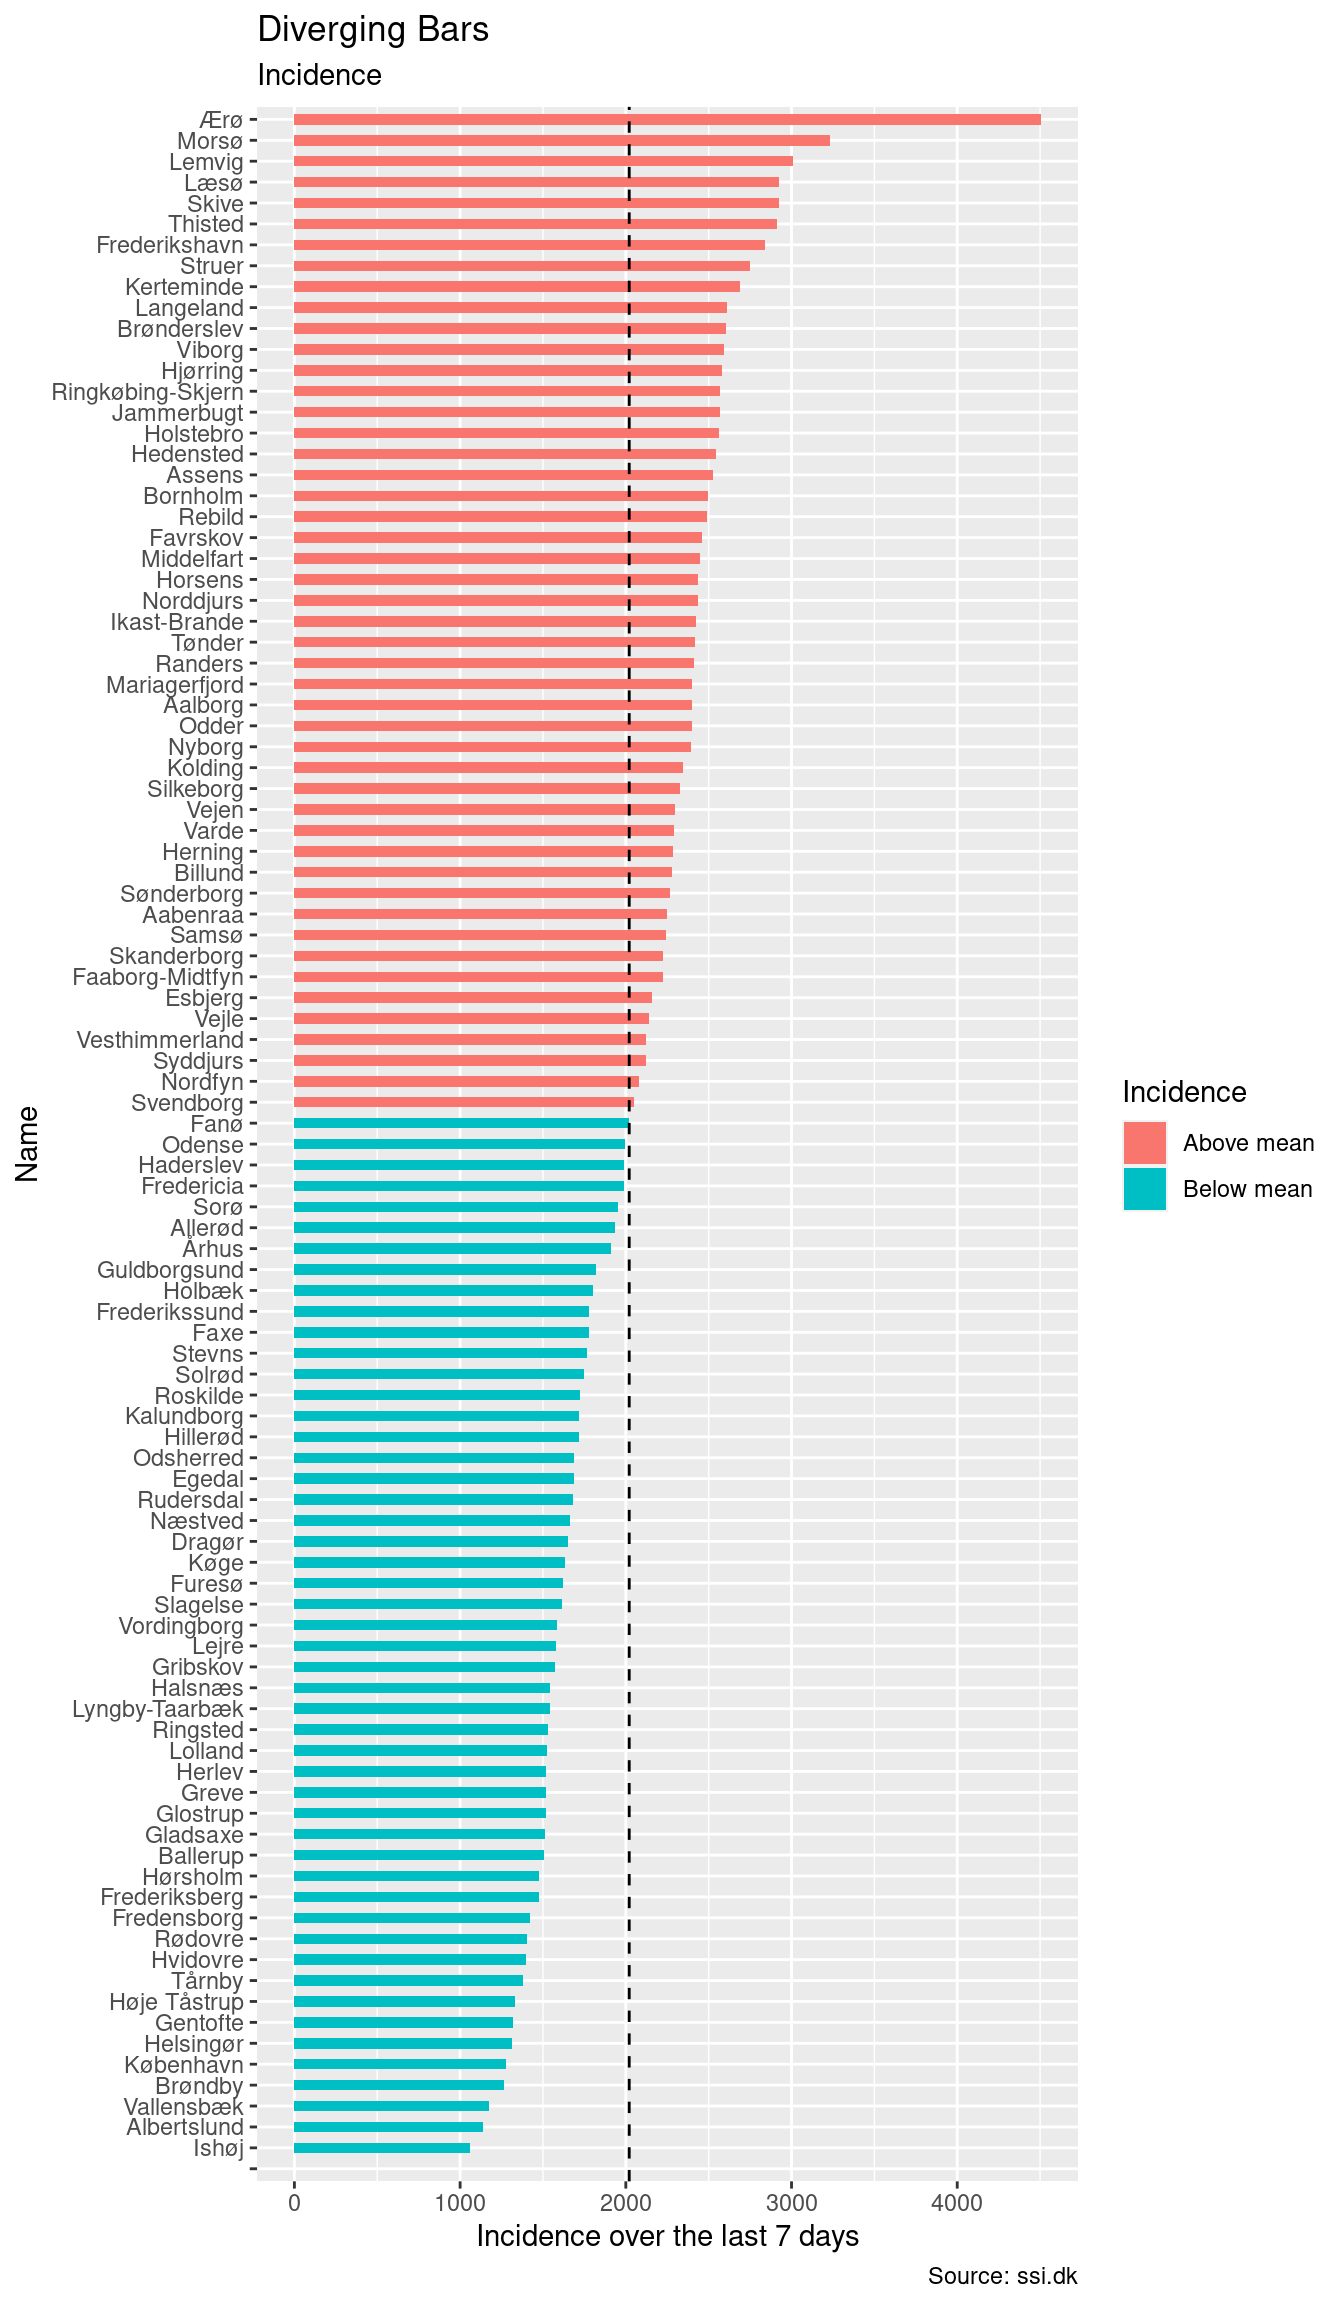 Diverging Bars
Incidence
Ærø
Morsø
Lemvig
Læsø
Skive
Thisted
Frederikshavn
Struer
Kerteminde
Langeland
Brønderslev
Viborg
Hjørring
Ringkøbing-Skjern
Jammerbugt
Holstebro
Hedensted
Assens
Bornholm
Rebild
Favrskov
Middelfart
Horsens
Norddjurs
Ikast-Brande
Tønder
Randers
Mariagerfjord
Aalborg
Odder
Nyborg
Kolding
Silkeborg
Vejen
Varde
Herning
Billund
Sønderborg
Aabenraa
Samsø
Skanderborg
Faaborg-Midtfyn
Esbjerg
Vejle
Vesthimmerland
Syddjurs
Nordfyn
Svendborg
Fanø
Odense
Haderslev
Fredericia
Sorø
Allerød
Århus
Guldborgsund
Holbæk
Frederikssund
Faxe
Stevns
Solrød
Roskilde
Kalundborg
Hillerød
Odsherred
Egedal
Rudersdal
Næstved
Dragør
Køge
Furesø
Slagelse
Vordingborg
Lejre
Gribskov
Halsnæs
Lyngby-Taarbæk
Ringsted
Lolland
Herlev
Greve
Glostrup
Gladsaxe
Ballerup
Hørsholm
Frederiksberg
Fredensborg
Rødovre
Hvidovre
Tårnby
Høje Tåstrup
Gentofte
Helsingør
København
Brøndby
Vallensbæk
Albertslund
Ishøj
Name
0 1000 2000 3000 4000
Incidence over the last 7 days
Incidence
Above mean
Below mean
Source: ssi.dk